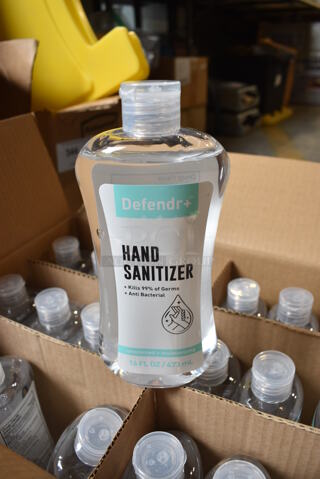 Defendr+
HAND
SANITIZER
• Kills 99% of Germs
• Anti Bacterial
16 FL OZ / 473 mL